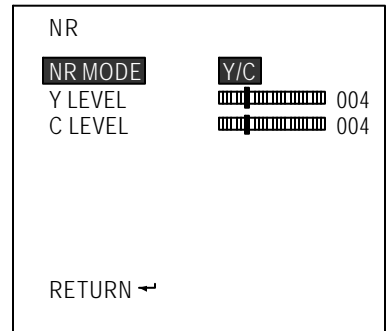 NR
NR MODE Y/C
Y LEVEL 004
C LEVEL 004
RETURN